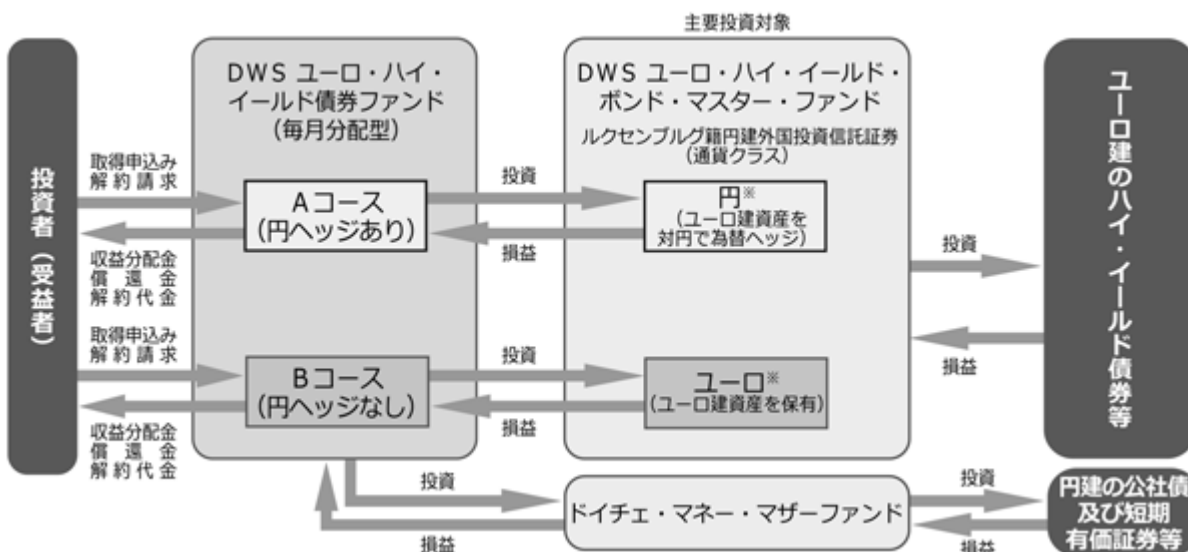 主要投資対象
投資者（受益者）
取得申込み
解約請求
収益分配金
償還金
解約代金
取得申込み
解約請求
収益分配金
償還金
解約代金
DWS ユーロ・ハイ・
イールド債券ファンド
（毎月分配型）
Aコース
（円ヘッジあり）
Bコース
（円ヘッジなし）
投資
損益
投資
損益
DWS ユーロ・ハイ・イールド・
ボンド・マスター・ファンド
ルクセンブルグ籍円建外国投資信託証券
（通貨クラス）
円※
（ユーロ建資産を
対円で為替ヘッジ）
ユーロ※
（ユーロ建資産を保有）
投資
損益
ユーロ建のハイ・イールド債券等
投資
損益
ドイチェ・マネー・マザーファンド
投資
損益
円建の公社債
及び短期
有価証券等